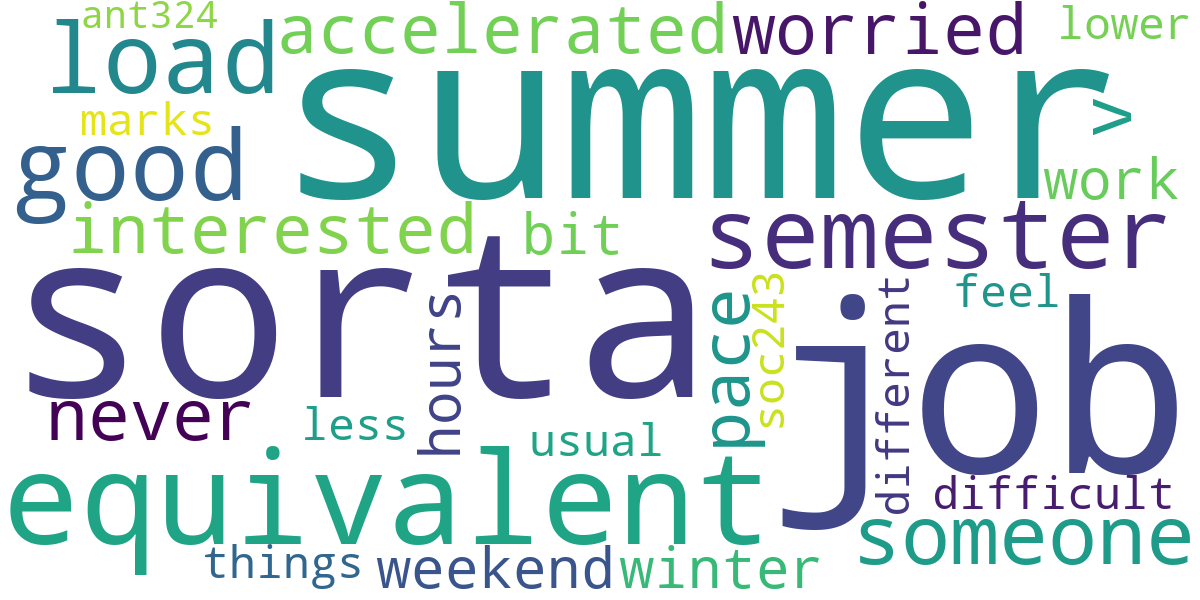 ant324
load
accelerated
worried
lower
summer
>
marks
good
work
interested
bit
semester
sorta
hours
pace
soc243
different
feel
job
never
less
usual
equivalent
difficult
someone
things
weekend
winter